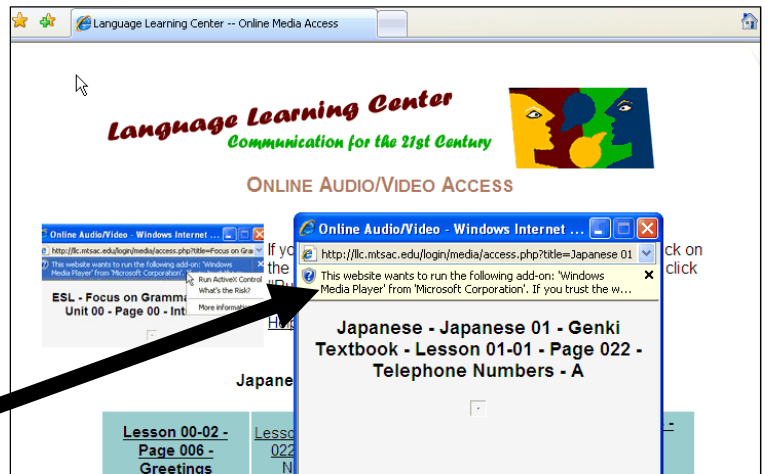 Language Learning Center -- Online Media Access
Language Learning Center
Communication for the 21st Century
ONLINE AUDIO/VIDEO ACCESS
Online Audio/Video - Windows Internet ...
http://llc.mtsac.edu/login/media/access.php?title=Focus on Gra
This website wants to run the following add-on: 'Windows
Media Player' from 'Microsoft Corporation'. If you trust the w...
Run ActiveX Control
What's the Risk?
More information
ESL - Focus on Gramma
Unit 00 - Page 00 - Int
If yo
the
"Ru
Help
ck on
click
Online Audio/Video - Windows Internet ...
http://llc.mtsac.edu/login/media/access.php?title=Japanese 01
This website wants to run the following add-on: 'Windows
Media Player' from 'Microsoft Corporation'. If you trust the w...
Japanese - Japanese 01 - Genki
Textbook - Lesson 01-01 - Page 022 -
Telephone Numbers - A
Japane
Lesson 00-02 -
Page 006 -
Greetings
Lesso
022
N
-